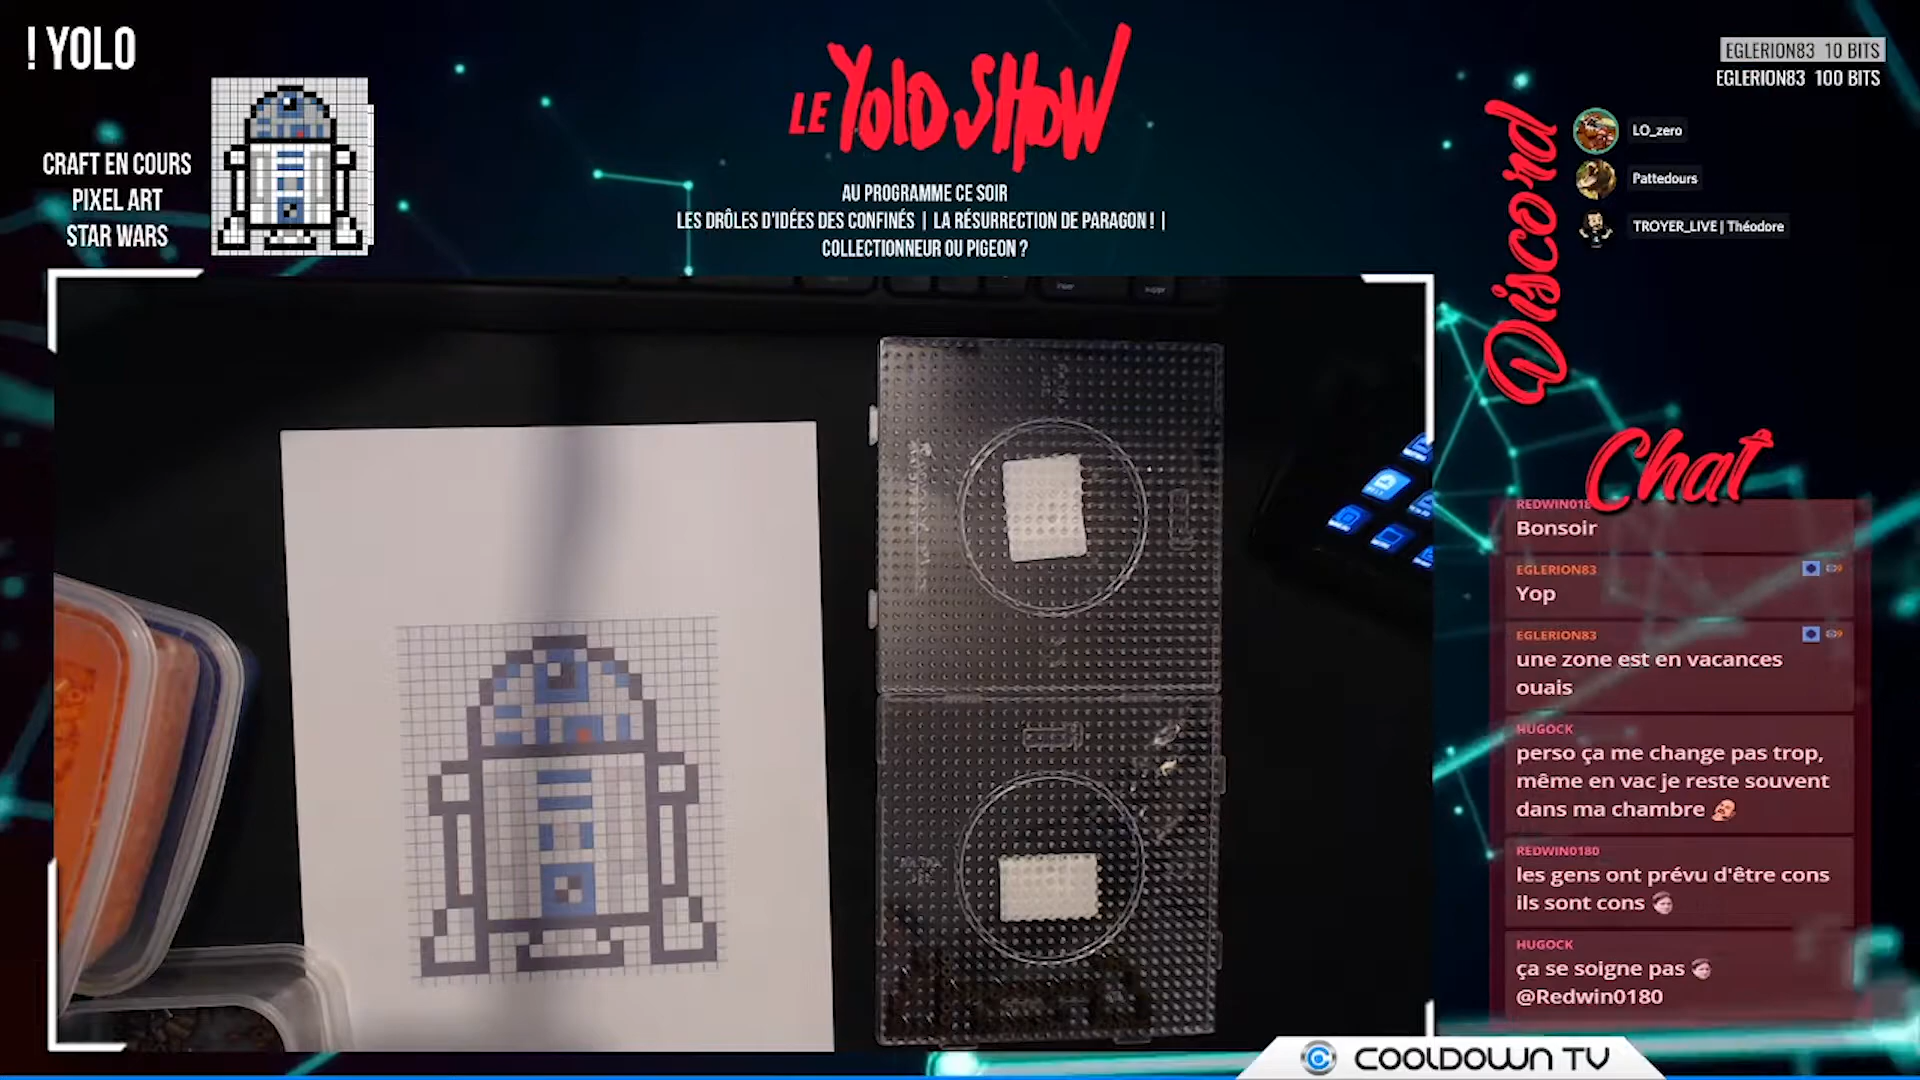 ! YOLO
CRAFT EN COURS
PIXEL ART
STAR WARS
LE YOLO SHOW
AU PROGRAMME CE SOIR
LES DRÔLES D'IDÉES DES CONFINÉS | LA RÉSURRECTION DE PARAGON ! |
COLLECTIONNEUR OU PIGEON ?
EGLERION83 10 BITS
EGLERION83 100 BITS
Discord
LO_zero
Pattedours
TROYER_LIVE | Théodore
Chat
Bonsoir
EGLERION83
Yop
EGLERION83
une zone est en vacances
ouais
HUGOCK
perso ça me change pas trop,
même en vac je reste souvent
dans ma chambre
REDWIN0180
les gens ont prévu d'être cons
ils sont cons
HUGOCK
ça se soigne pas
@Redwin0180
COOLDOWN TV